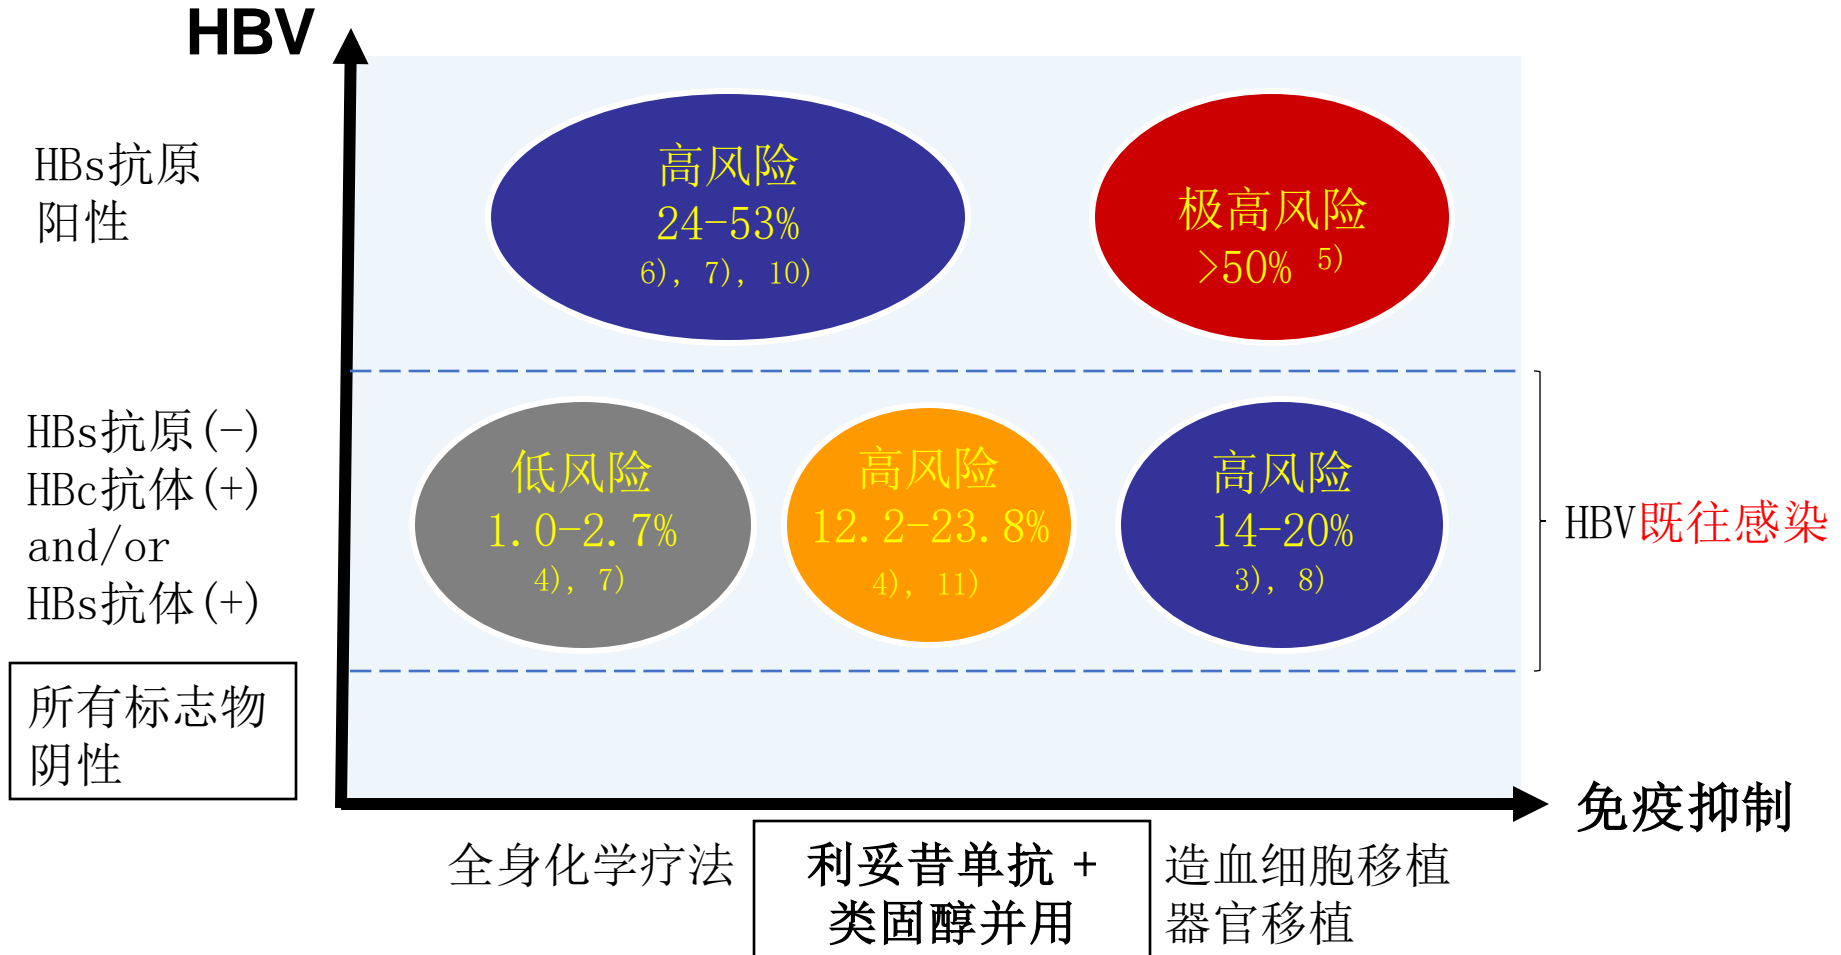 HBV
HBs抗原
阳性
高风险
24-53%
6), 7), 10)
极高风险
>50% 5)
HBs抗原(-)
HBc抗体(+)
and/or
HBs抗体(+)
低风险
1.0-2.7%
4), 7)
高风险
12.2-23.8%
4), 11)
高风险
14-20%
3), 8)
HBV既往感染
所有标志物
阴性
免疫抑制
全身化学疗法
利妥昔单抗 +
类固醇并用
造血细胞移植
器官移植